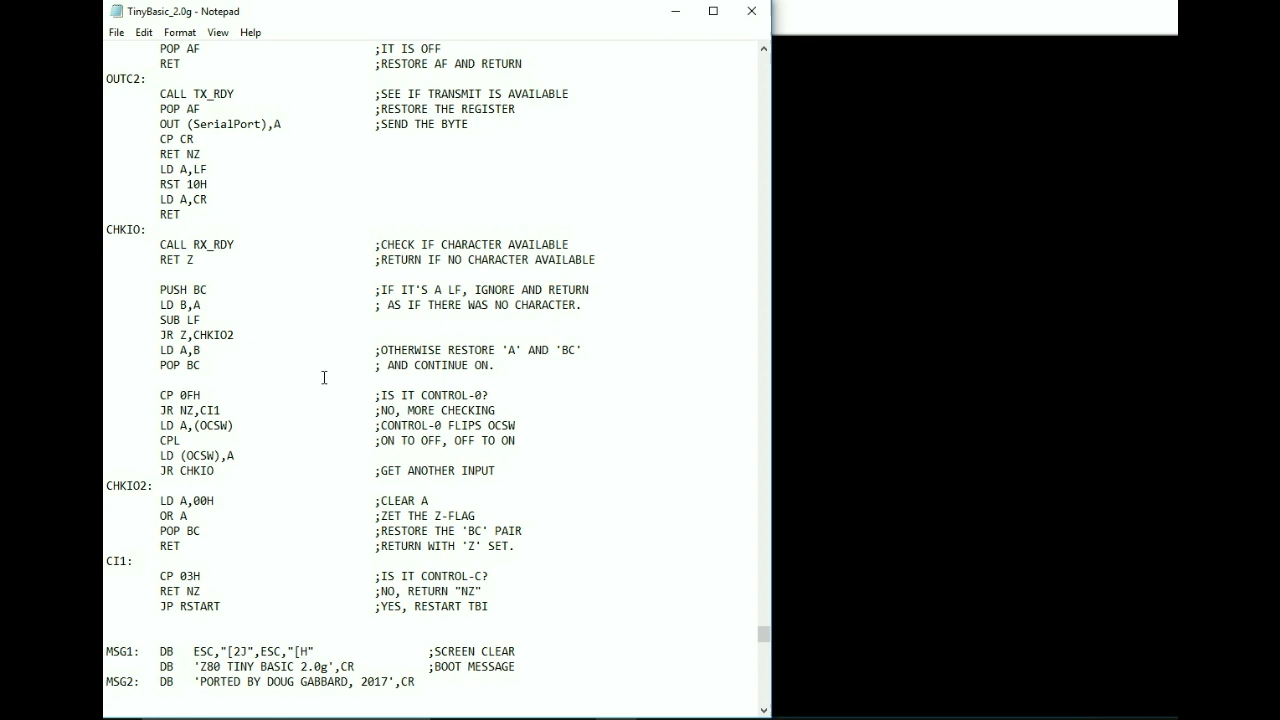 TinyBasic_2.0g - Notepad
File Edit Format View Help
POP AF ;IT IS OFF
RET ;RESTORE AF AND RETURN
OUTC2:
CALL TX_RDY ;SEE IF TRANSMIT IS AVAILABLE
POP AF ;RESTORE THE REGISTER
OUT (SerialPort),A ;SEND THE BYTE
CP CR
RET NZ
LD A,LF
RST 10H
LD A,CR
RET
CHKIO:
CALL RX_RDY ;CHECK IF CHARACTER AVAILABLE
RET Z ;RETURN IF NO CHARACTER AVAILABLE
PUSH BC ;IF IT'S A LF, IGNORE AND RETURN
LD B,A ; AS IF THERE WAS NO CHARACTER.
SUB LF
JR Z,CHKIO2
LD A,B ;OTHERWISE RESTORE 'A' AND 'BC'
POP BC ; AND CONTINUE ON.
CP 0FH ;IS IT CONTROL-0?
JR NZ,CI1 ;NO, MORE CHECKING
LD A,(OCSW) ;CONTROL-0 FLIPS OCSW
CPL ;ON TO OFF, OFF TO ON
LD (OCSW),A
JR CHKIO ;GET ANOTHER INPUT
CHKIO2:
LD A,00H ;CLEAR A
OR A ;ZET THE Z-FLAG
POP BC ;RESTORE THE 'BC' PAIR
RET ;RETURN WITH 'Z' SET.
CI1:
CP 03H ;IS IT CONTROL-C?
RET NZ ;NO, RETURN "NZ"
JP RSTART ;YES, RESTART TBI
MSG1: DB ESC,"[2J",ESC,"[H" ;SCREEN CLEAR
DB 'Z80 TINY BASIC 2.0g',CR ;BOOT MESSAGE
MSG2: DB 'PORTED BY DOUG GABBARD, 2017',CR